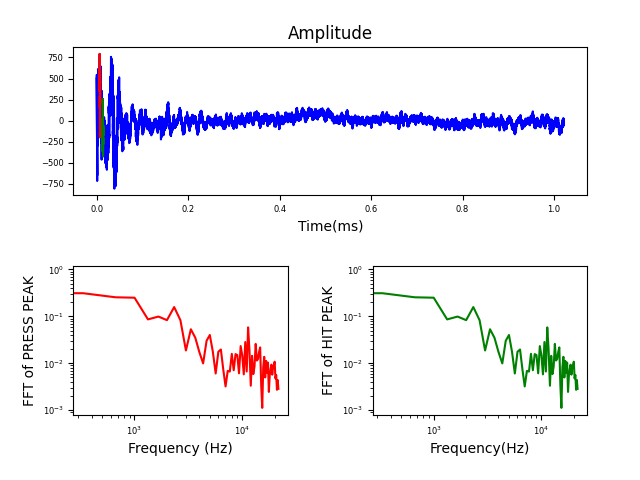 Amplitude
750
500
250
0
−250
−500
−750
0.0 0.2 0.4 0.6 0.8 1.0
Time(ms)
FFT of PRESS PEAK
10⁰
10⁻¹
10⁻²
10⁻³
10³ 10⁴
Frequency (Hz)
FFT of HIT PEAK
10⁰
10⁻¹
10⁻²
10⁻³
10³ 10⁴
Frequency(Hz)